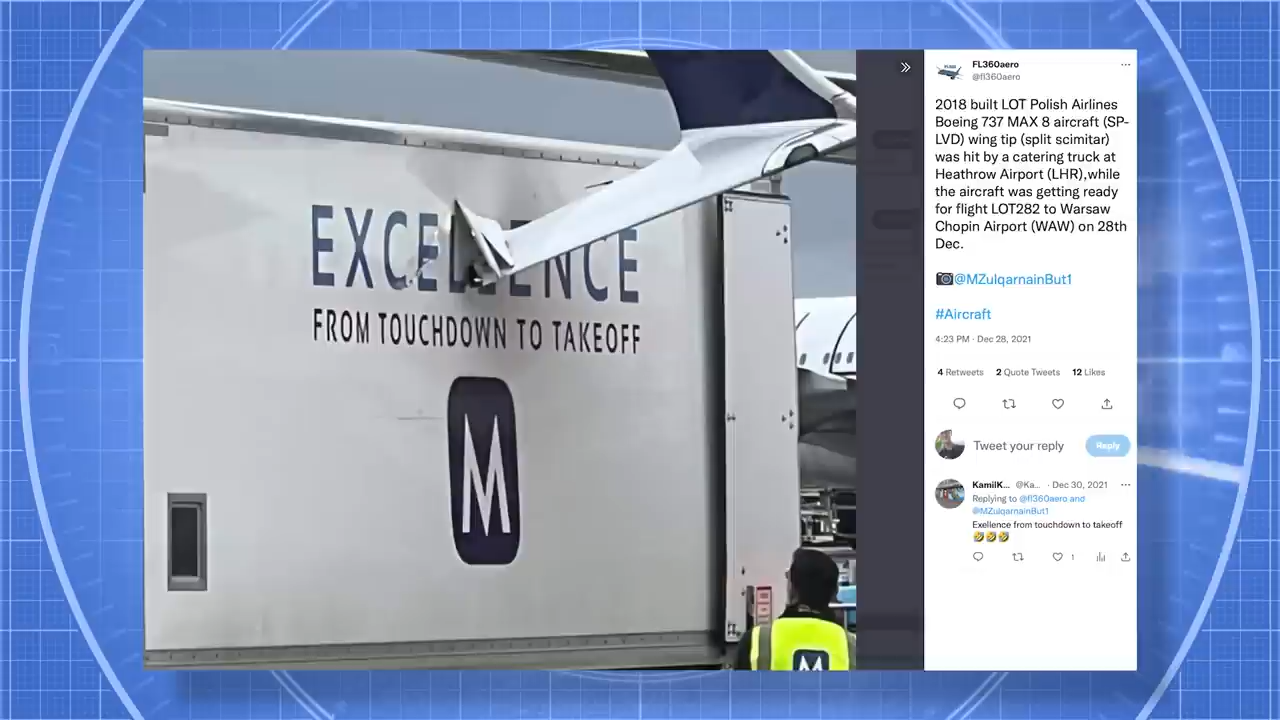 EXCELLENCE
FROM TOUCHDOWN TO TAKEOFF
M
M
FL360aero
@fl360aero
2018 built LOT Polish Airlines
Boeing 737 MAX 8 aircraft (SP-
LVD) wing tip (split scimitar)
was hit by a catering truck at
Heathrow Airport (LHR),while
the aircraft was getting ready
for flight LOT282 to Warsaw
Chopin Airport (WAW) on 28th
Dec.
📷@MZulqarnainBut1
#Aircraft
4:23 PM · Dec 28, 2021
4 Retweets 2 Quote Tweets 12 Likes
Tweet your reply Reply
KamilK... @Ka... · Dec 30, 2021
Replying to @fl360aero and
@MZulqarnainBut1
Exellence from touchdown to takeoff
🤣🤣🤣
1